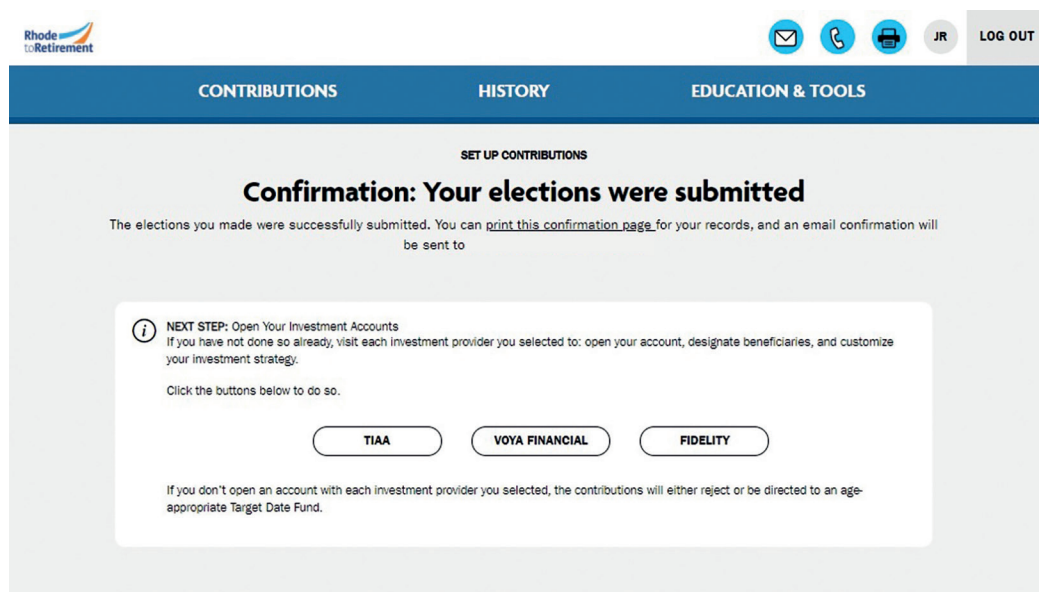 Rhode
toRetirement
JR
LOG OUT
CONTRIBUTIONS
HISTORY
EDUCATION & TOOLS
SET UP CONTRIBUTIONS
Confirmation: Your elections were submitted
The elections you made were successfully submitted. You can print this confirmation page for your records, and an email confirmation will
be sent to
i
NEXT STEP: Open Your Investment Accounts
If you have not done so already, visit each investment provider you selected to: open your account, designate beneficiaries, and customize
your investment strategy.
Click the buttons below to do so.
TIAA
VOYA FINANCIAL
FIDELITY
If you don't open an account with each investment provider you selected, the contributions will either reject or be directed to an age-
appropriate Target Date Fund.